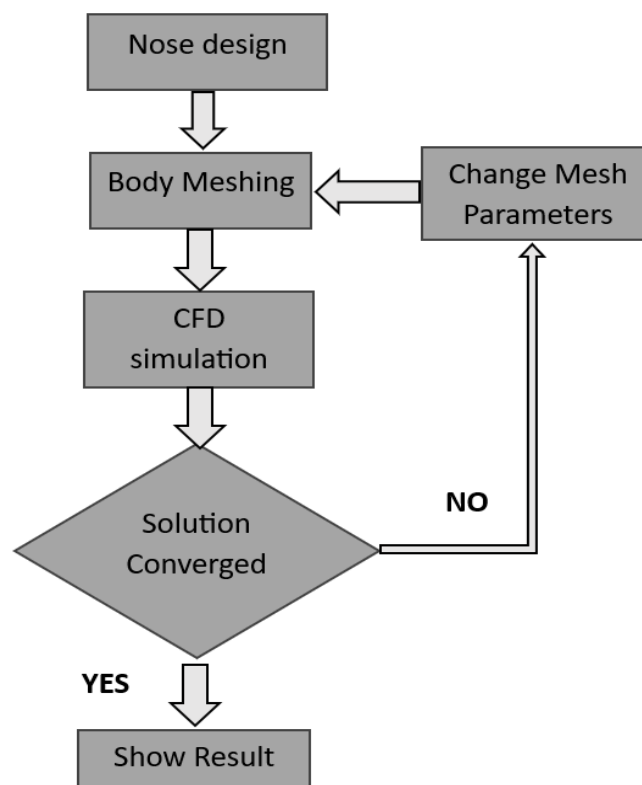 Nose design
Body Meshing
Change Mesh
Parameters
CFD
simulation
Solution
Converged
NO
YES
Show Result